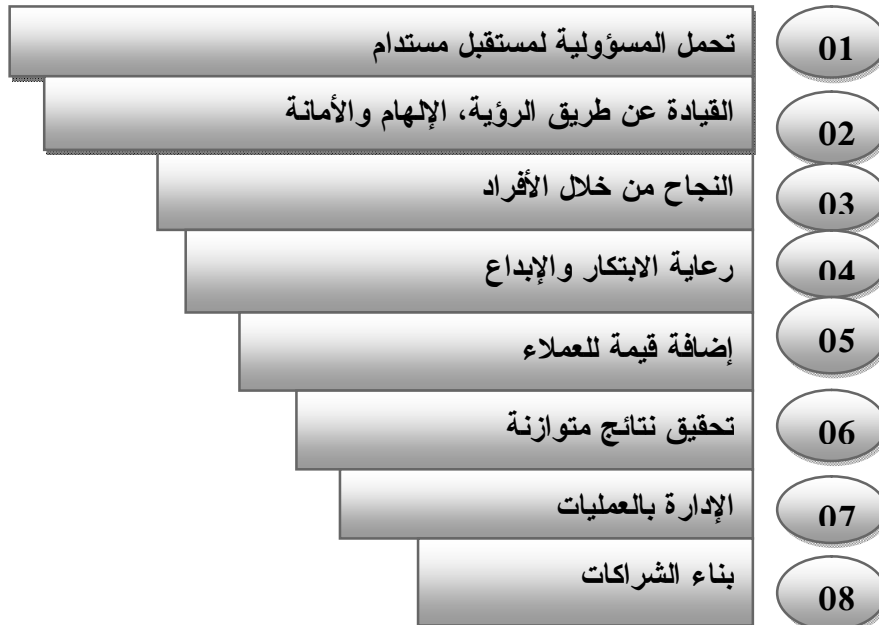 تحمل المسؤولية لمستقبل مستدام 01
القيادة عن طريق الرؤية، الإلهام والأمانة 02
النجاح من خلال الأفراد 03
رعاية الابتكار والإبداع 04
إضافة قيمة للعملاء 05
تحقيق نتائج متوازنة 06
الإدارة بالعمليات 07
بناء الشراكات 08